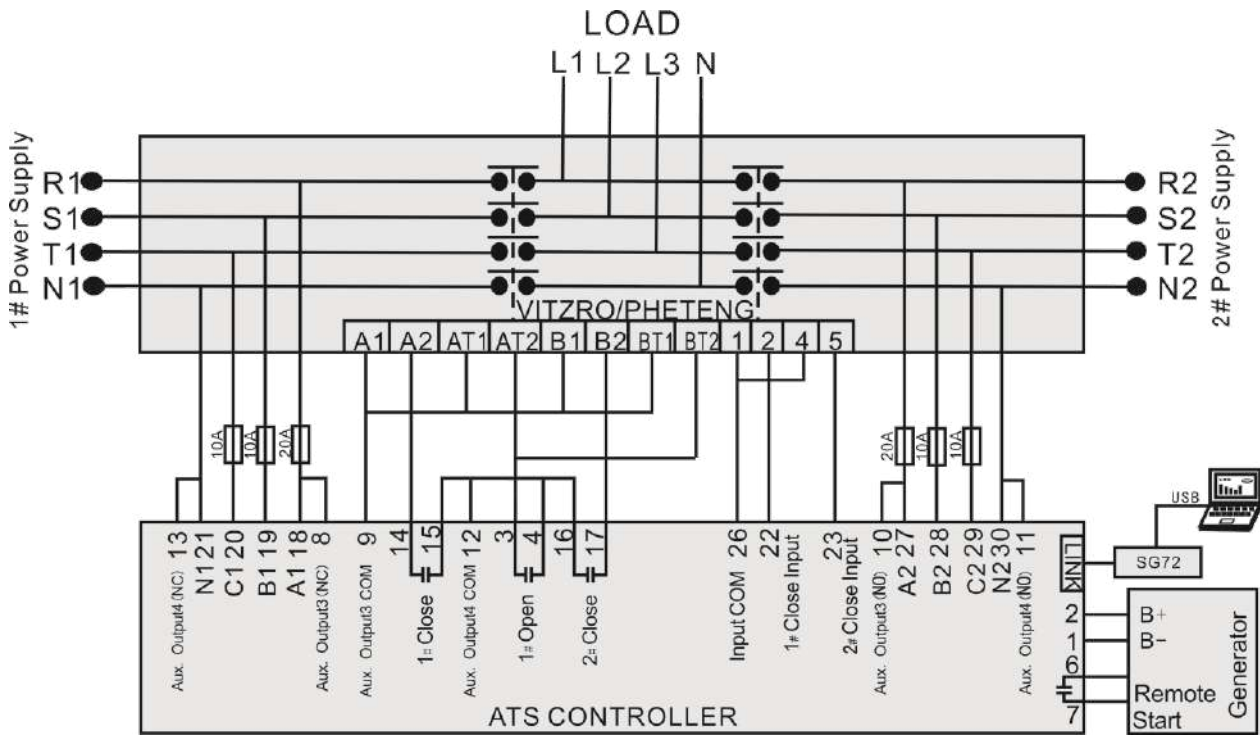 LOAD
L1 L2 L3 N
1# Power Supply
R1
S1
T1
N1
R2
S2
T2
N2
2# Power Supply
VITZRO/PHETENG
A1 A2 AT1 AT2 B1 B2 BT1 BT2 1 2 4 5
10A
10A
20A
20A
10A
10A
USB
SG72
LINK
13 Aux. Output4 (NC)
N1 21
C1 20
B1 19
A1 18
8 Aux. Output3 (NC)
9 Aux. Output3 COM
14
15
1# Close
12 Aux. Output4 COM
3
4
1# Open
16
17
2# Close
Input COM 26
1# Close Input 22
2# Close Input 23
Aux. Output3 (NO) 10
A2 27
B2 28
C2 29
N2 30
Aux. Output4 (NO) 11
2
1
6
7
B+
B-
Remote
Start
Generator
ATS CONTROLLER